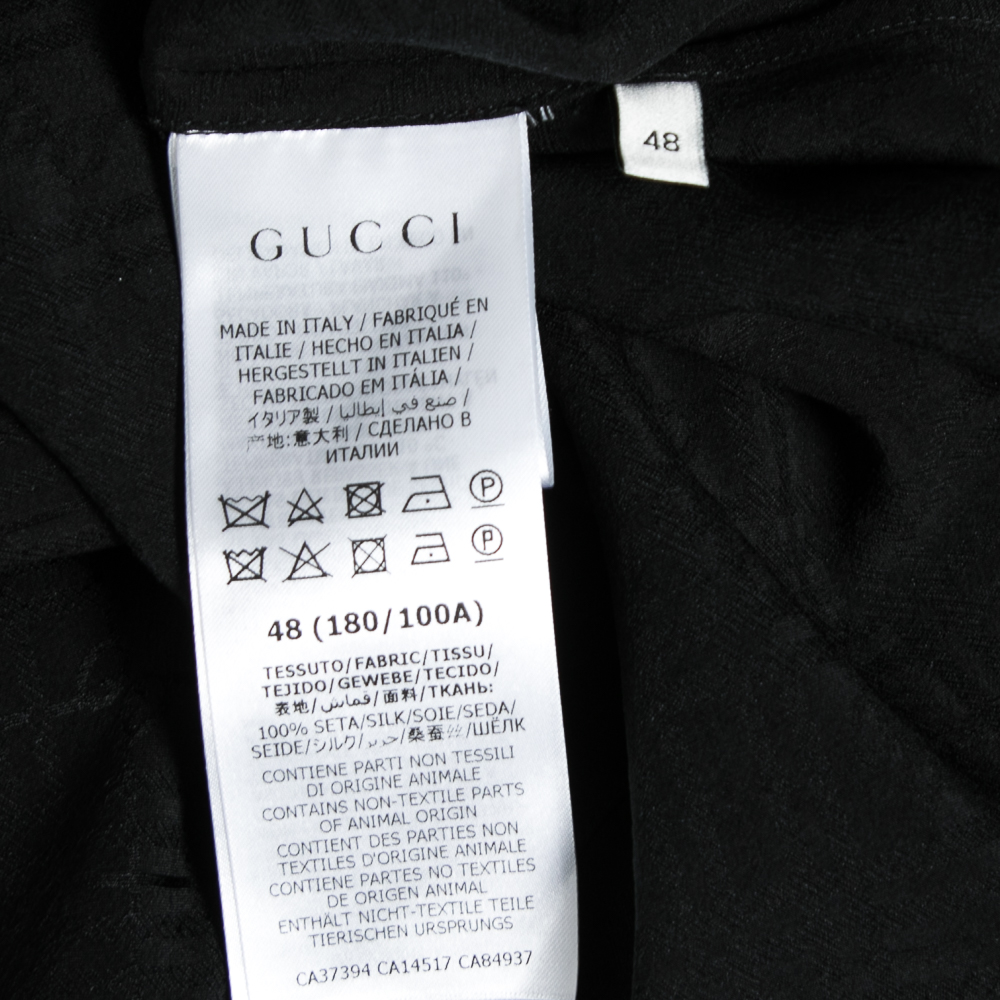 48
GUCCI
MADE IN ITALY / FABRIQUÉ EN
ITALIE / HECHO EN ITALIA /
HERGESTELLT IN ITALIEN /
FABRICADO EM ITÁLIA /
イタリア製 / صنع في إيطاليا /
产地:意大利 / СДЕЛАНО В
ИТАЛИИ
P
P
48 (180/100A)
TESSUTO/FABRIC/TISSU/
TEJIDO/GEWEBE/TECIDO/
表地/قماش/面料/ТКАНЬ:
100% SETA/SILK/SOIE/SEDA/
SEIDE/シルク/حرير/桑蚕丝/ШЁЛК
CONTIENE PARTI NON TESSILI
DI ORIGINE ANIMALE
CONTAINS NON-TEXTILE PARTS
OF ANIMAL ORIGIN
CONTIENT DES PARTIES NON
TEXTILES D'ORIGINE ANIMALE
CONTIENE PARTES NO TEXTILES
DE ORIGEN ANIMAL
ENTHÄLT NICHT-TEXTILE TEILE
TIERISCHEN URSPRUNGS
CA37394 CA14517 CA84937